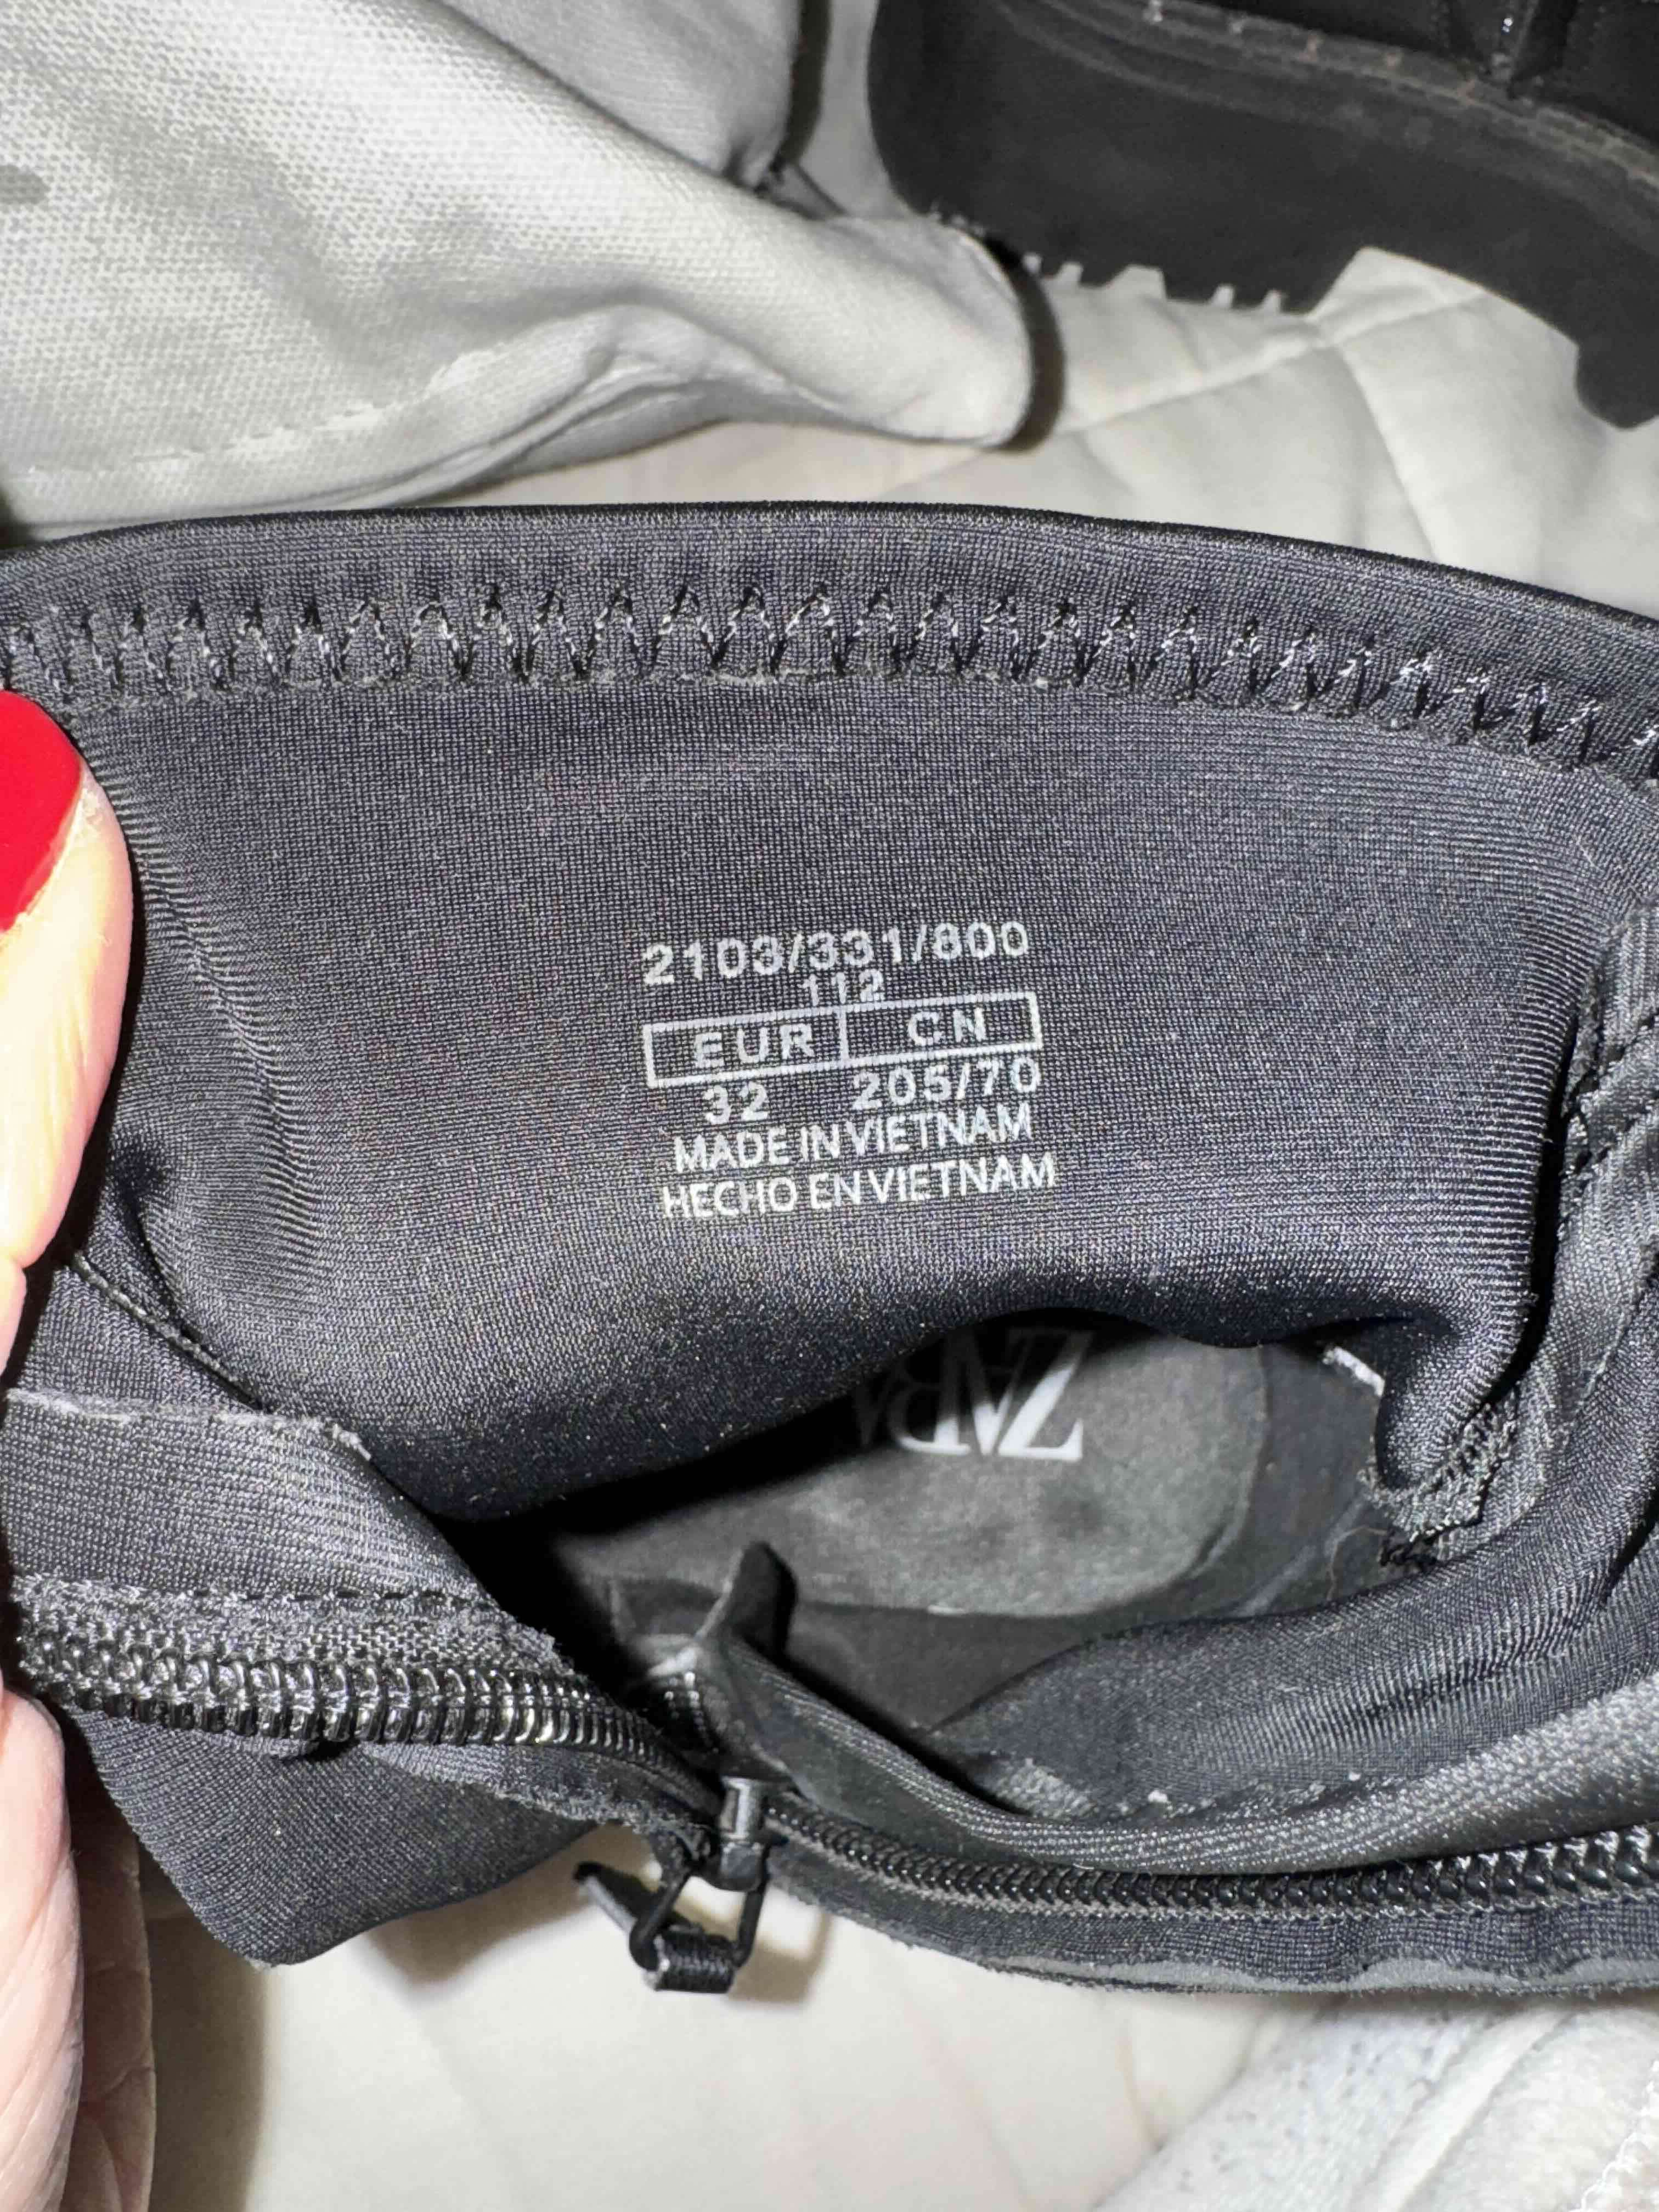 2103/331/800
112
EUR CN
32 205/70
MADE IN VIETNAM
HECHO EN VIETNAM
ZARA